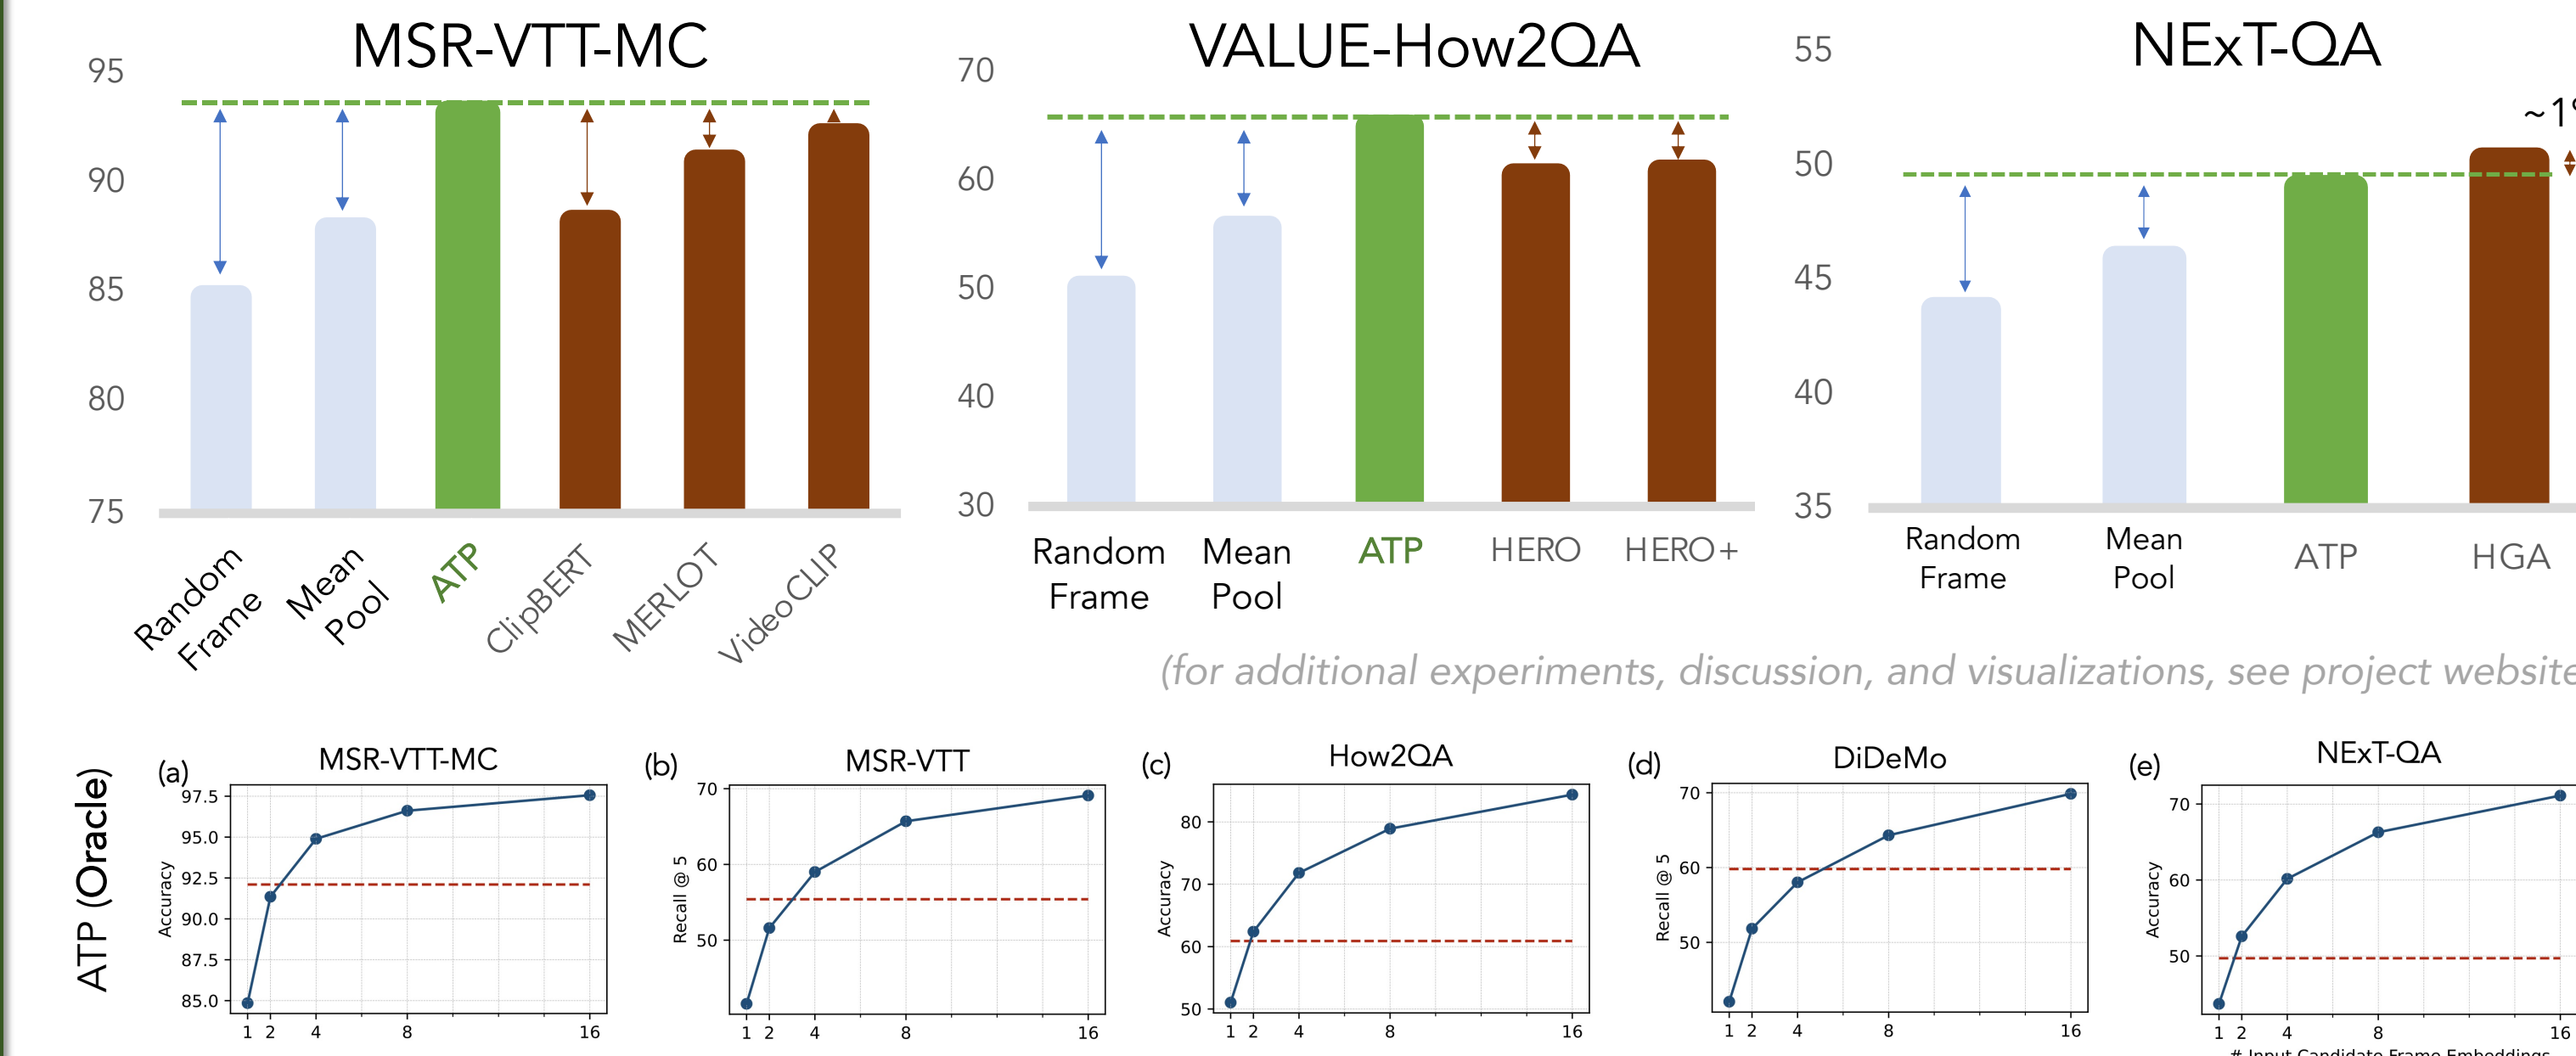 MSR-VTT-MC
95
90
85
80
75
Random
Frame
Mean
Pool
ATP
ClipBERT
MERLOT
VideoCLIP
VALUE-How2QA
70
60
50
40
30
Random
Frame
Mean
Pool
ATP
HERO
HERO+
NExT-QA
55
50
45
40
35
~1%
Random
Frame
Mean
Pool
ATP
HGA
(for additional experiments, discussion, and visualizations, see project website
ATP (Oracle)
(a)
MSR-VTT-MC
Accuracy
97.5
95.0
92.5
90.0
87.5
85.0
1 2 4 8 16
(b)
MSR-VTT
Recall @ 5
70
60
50
1 2 4 8 16
(c)
How2QA
Accuracy
80
70
60
50
1 2 4 8 16
(d)
DiDeMo
Recall @ 5
70
60
50
1 2 4 8 16
(e)
NExT-QA
Accuracy
70
60
50
1 2 4 8 16
# Input Candidate Frame Embeddings